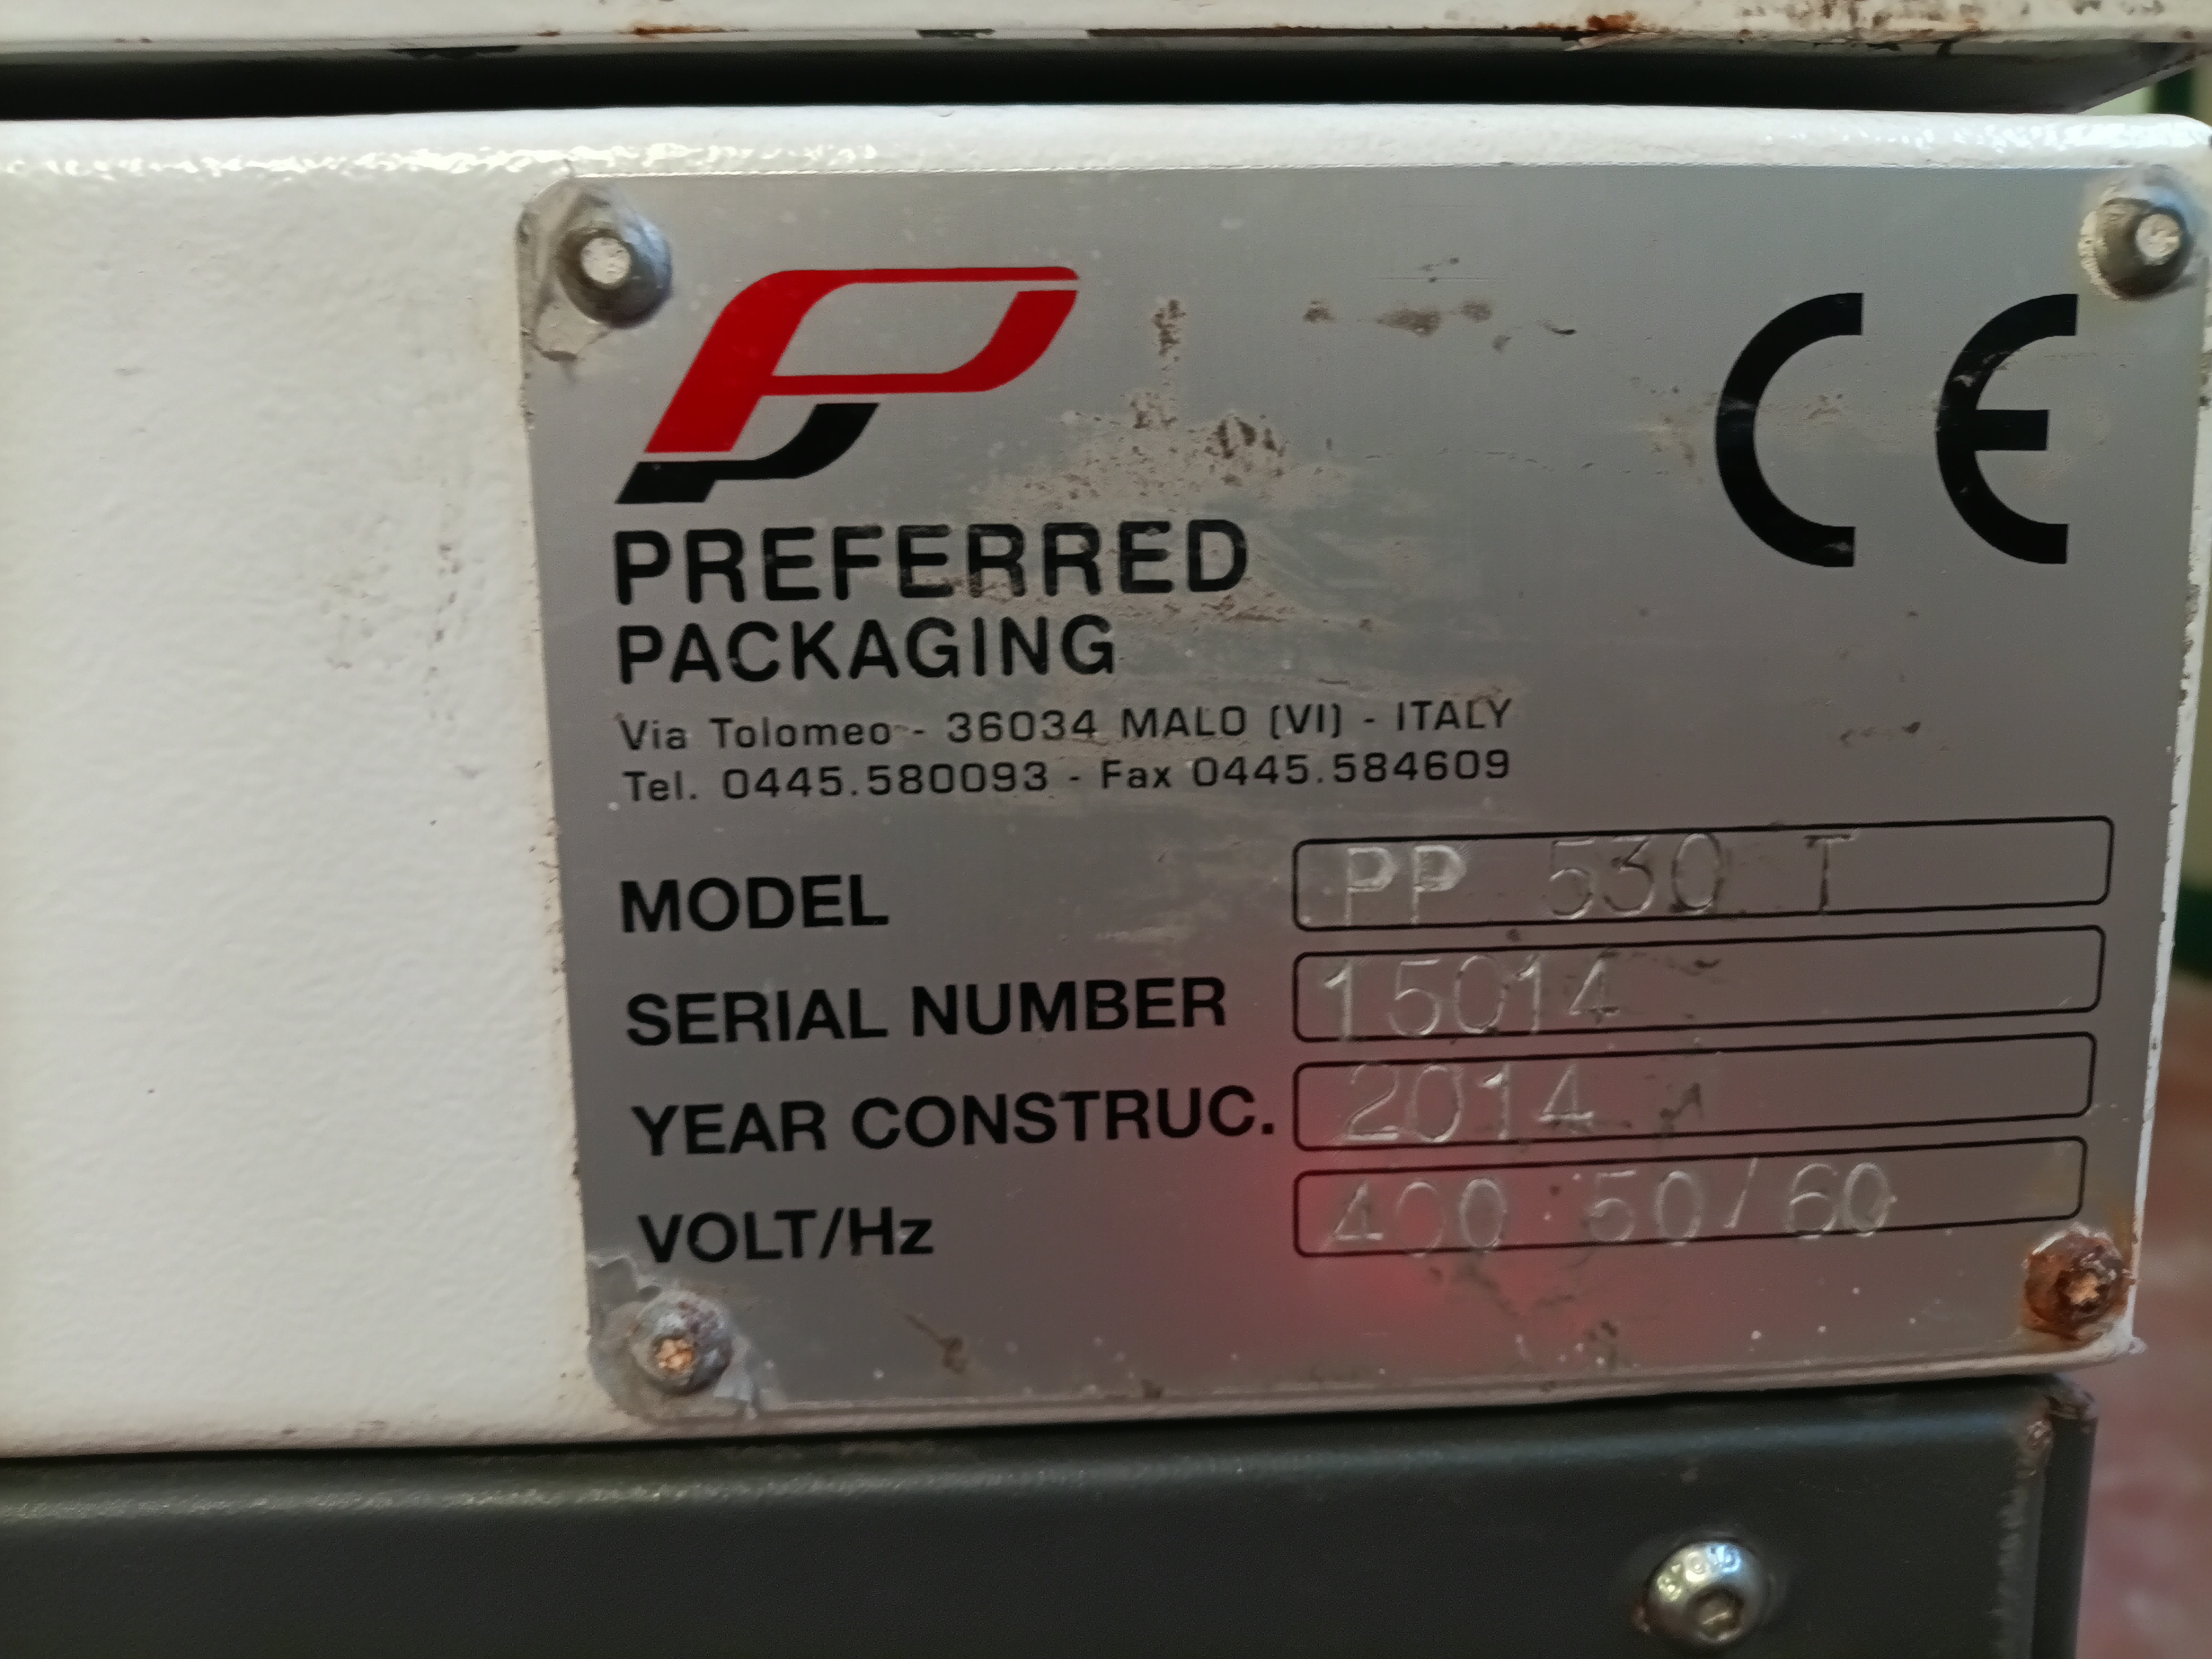 CE
PREFERRED
PACKAGING
Via Tolomeo - 36034 MALO (VI) - ITALY
Tel. 0445.580093 - Fax 0445.584609
MODEL PP 530 T
SERIAL NUMBER 15014
YEAR CONSTRUC. 2014
VOLT/Hz 400 50/60